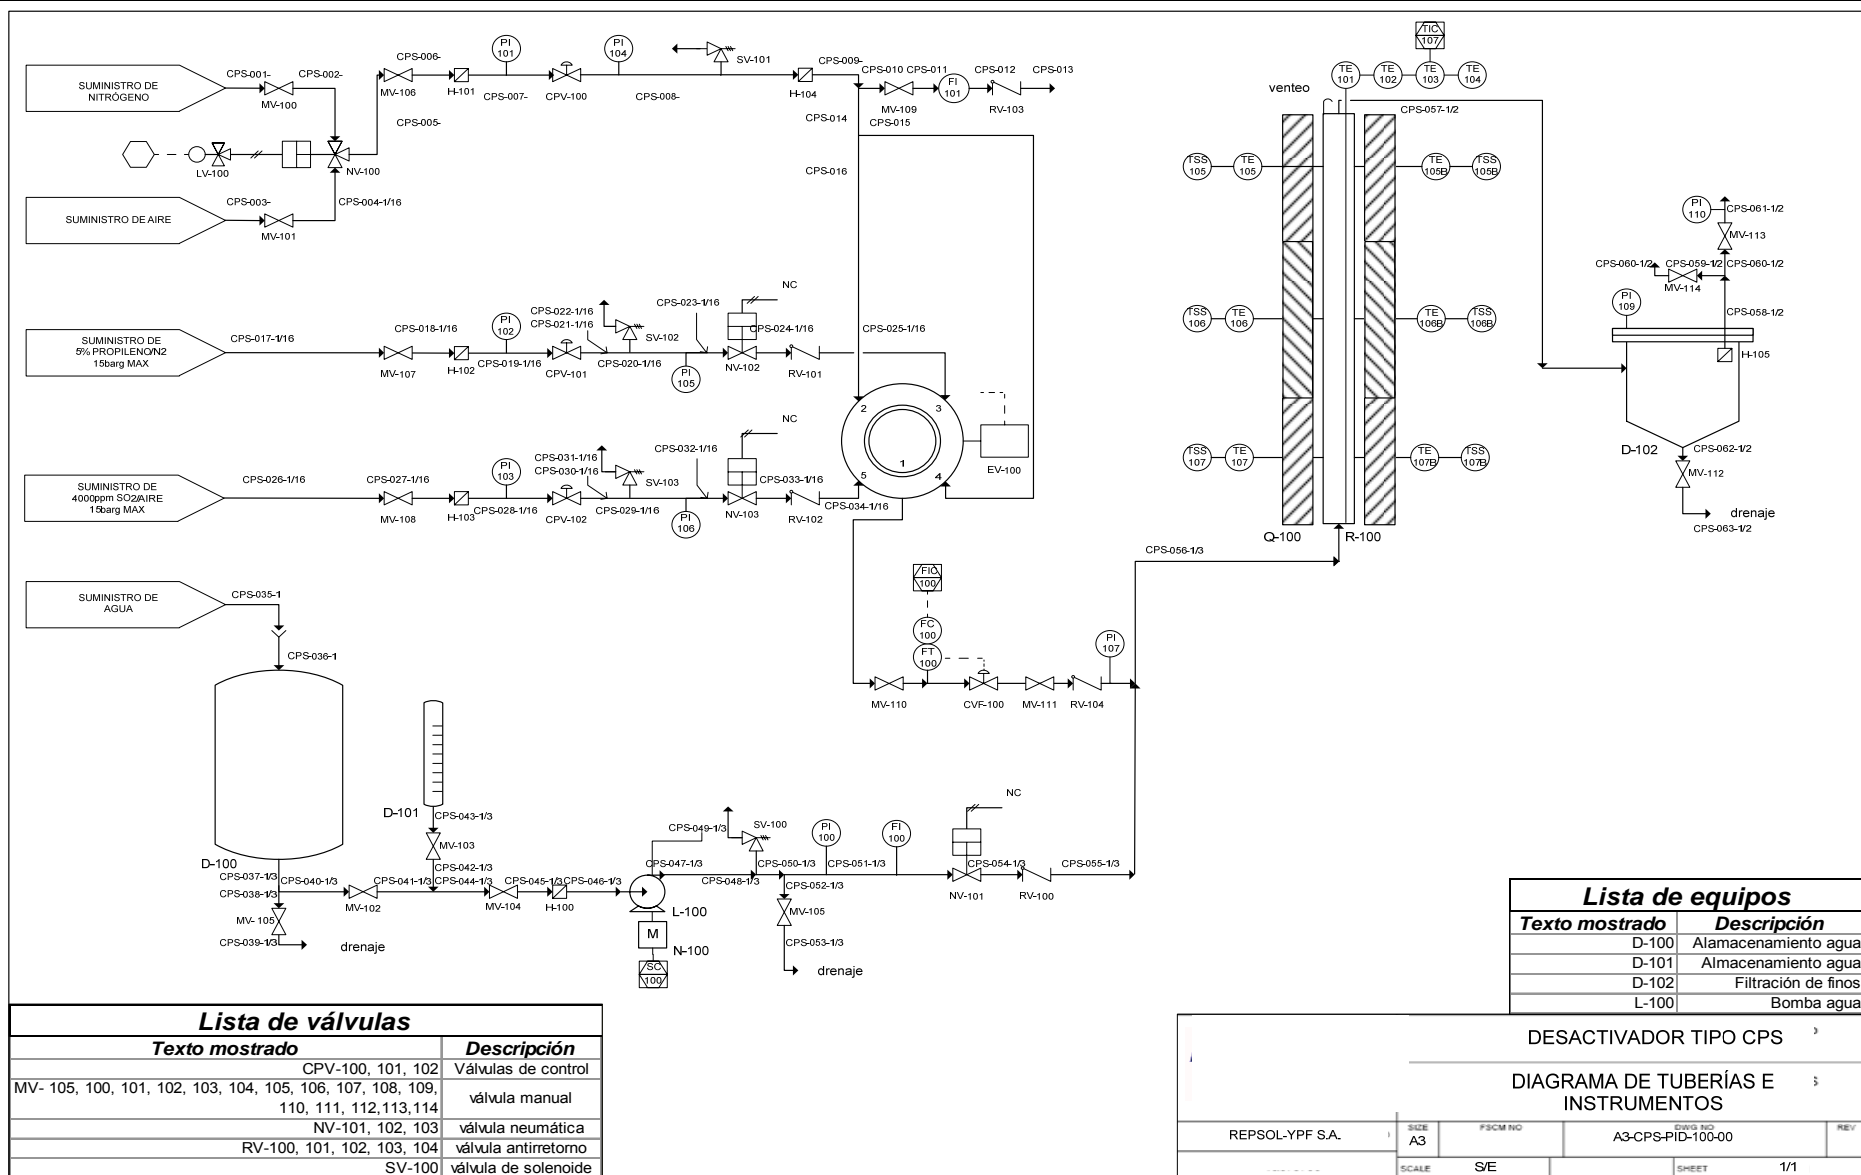 SUMINISTRO DE
NITRÓGENO
CPS-001-
MV-100
CPS-002-
LV-100
NV-100
SUMINISTRO DE AIRE
CPS-003-
MV-101
CPS-004-1/16
CPS-005-
CPS-006-
MV-106
H-101
PI
101
CPS-007-
CPV-100
PI
104
CPS-008-
SV-101
H-104
CPS-009-
CPS-010
CPS-011
CPS-012
CPS-013
MV-109
FI
101
RV-103
CPS-014
CPS-015
CPS-016
SUMINISTRO DE
5% PROPILENO/N2
15barg MAX
CPS-017-1/16
CPS-018-1/16
MV-107
H-102
PI
102
CPS-019-1/16
CPV-101
CPS-022-1/16
CPS-021-1/16
CPS-020-1/16
SV-102
CPS-023-1/16
PI
105
NC
NV-102
CPS-024-1/16
RV-101
CPS-025-1/16
SUMINISTRO DE
4000ppm SO2/AIRE
15barg MAX
CPS-026-1/16
CPS-027-1/16
MV-108
H-103
PI
103
CPS-028-1/16
CPV-102
CPS-031-1/16
CPS-030-1/16
CPS-029-1/16
SV-103
CPS-032-1/16
PI
106
NC
NV-103
CPS-033-1/16
RV-102
CPS-034-1/16
2
3
1
5
4
EV-100
SUMINISTRO DE
AGUA
CPS-035-1
CPS-036-1
D-100
CPS-037-1/3
CPS-038-1/3
CPS-040-1/3
MV- 105
CPS-039-1/3
drenaje
MV-102
CPS-041-1/3
D-101
CPS-043-1/3
MV-103
CPS-042-1/3
CPS-044-1/3
MV-104
CPS-045-1/3
H-100
CPS-046-1/3
L-100
M
N-100
SC
100
CPS-047-1/3
CPS-049-1/3
CPS-048-1/3
SV-100
CPS-050-1/3
PI
100
CPS-051-1/3
FI
100
CPS-052-1/3
MV-105
CPS-053-1/3
drenaje
NC
NV-101
CPS-054-1/3
RV-100
CPS-055-1/3
FIC
100
FC
100
FT
100
MV-110
CVF-100
MV-111
RV-104
PI
107
CPS-056-1/3
TIC
107
TE
101
TE
102
TE
103
TE
104
venteo
CPS-057-1/2
TSS
105
TE
105
TE
105B
TSS
105B
TSS
106
TE
106
TE
106B
TSS
106B
TSS
107
TE
107
TE
107B
TSS
107B
Q-100
R-100
PI
110
CPS-061-1/2
MV-113
CPS-060-1/2
CPS-059-1/2
CPS-060-1/2
MV-114
PI
109
CPS-058-1/2
H-105
D-102
CPS-062-1/2
MV-112
drenaje
CPS-063-1/2
Lista de equipos
Texto mostrado Descripción
D-100 Alamacenamiento agua
D-101 Almacenamiento agua
D-102 Filtración de finos
L-100 Bomba agua
Lista de válvulas
Texto mostrado Descripción
CPV-100, 101, 102 Válvulas de control
MV- 105, 100, 101, 102, 103, 104, 105, 106, 107, 108, 109,
110, 111, 112,113,114 válvula manual
NV-101, 102, 103 válvula neumática
RV-100, 101, 102, 103, 104 válvula antirretorno
SV-100 válvula de solenoide
DESACTIVADOR TIPO CPS
DIAGRAMA DE TUBERÍAS E
INSTRUMENTOS
REPSOL-YPF S.A.
SIZE
A3
FSCM NO
DWG NO
A3-CPS-PID-100-00
REV
SCALE
S/E
SHEET
1/1